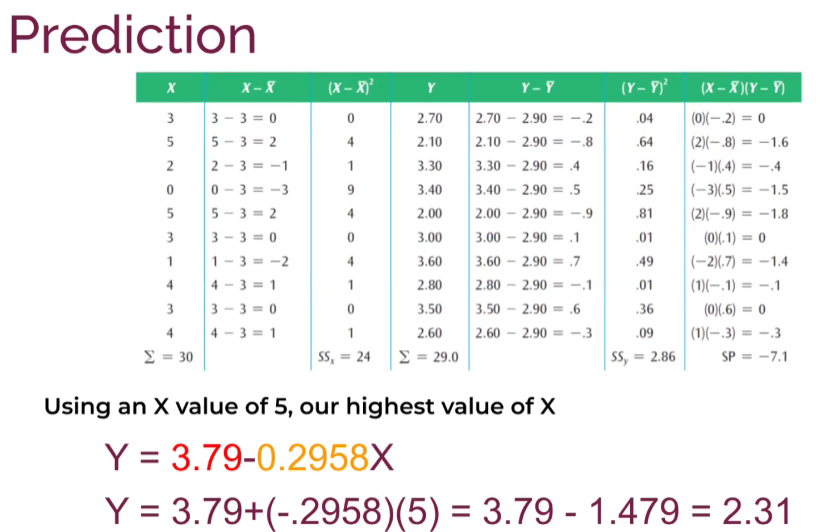 Prediction
X X – X̄ (X – X̄)² Y Y – Ȳ (Y – Ȳ)² (X – X̄)(Y – Ȳ)
3 3 − 3 = 0 0 2.70 2.70 − 2.90 = −.2 .04 (0)(−.2) = 0
5 5 − 3 = 2 4 2.10 2.10 − 2.90 = −.8 .64 (2)(−.8) = −1.6
2 2 − 3 = −1 1 3.30 3.30 − 2.90 = .4 .16 (−1)(.4) = −.4
0 0 − 3 = −3 9 3.40 3.40 − 2.90 = .5 .25 (−3)(.5) = −1.5
5 5 − 3 = 2 4 2.00 2.00 − 2.90 = −.9 .81 (2)(−.9) = −1.8
3 3 − 3 = 0 0 3.00 3.00 − 2.90 = .1 .01 (0)(.1) = 0
1 1 − 3 = −2 4 3.60 3.60 − 2.90 = .7 .49 (−2)(.7) = −1.4
4 4 − 3 = 1 1 2.80 2.80 − 2.90 = −.1 .01 (1)(−.1) = −.1
3 3 − 3 = 0 0 3.50 3.50 − 2.90 = .6 .36 (0)(.6) = 0
4 4 − 3 = 1 1 2.60 2.60 − 2.90 = −.3 .09 (1)(−.3) = −.3
Σ = 30 SSₓ = 24 Σ = 29.0 SSᵧ = 2.86 SP = −7.1
Using an X value of 5, our highest value of X
Y = 3.79-0.2958X
Y = 3.79+(-.2958)(5) = 3.79 - 1.479 = 2.31